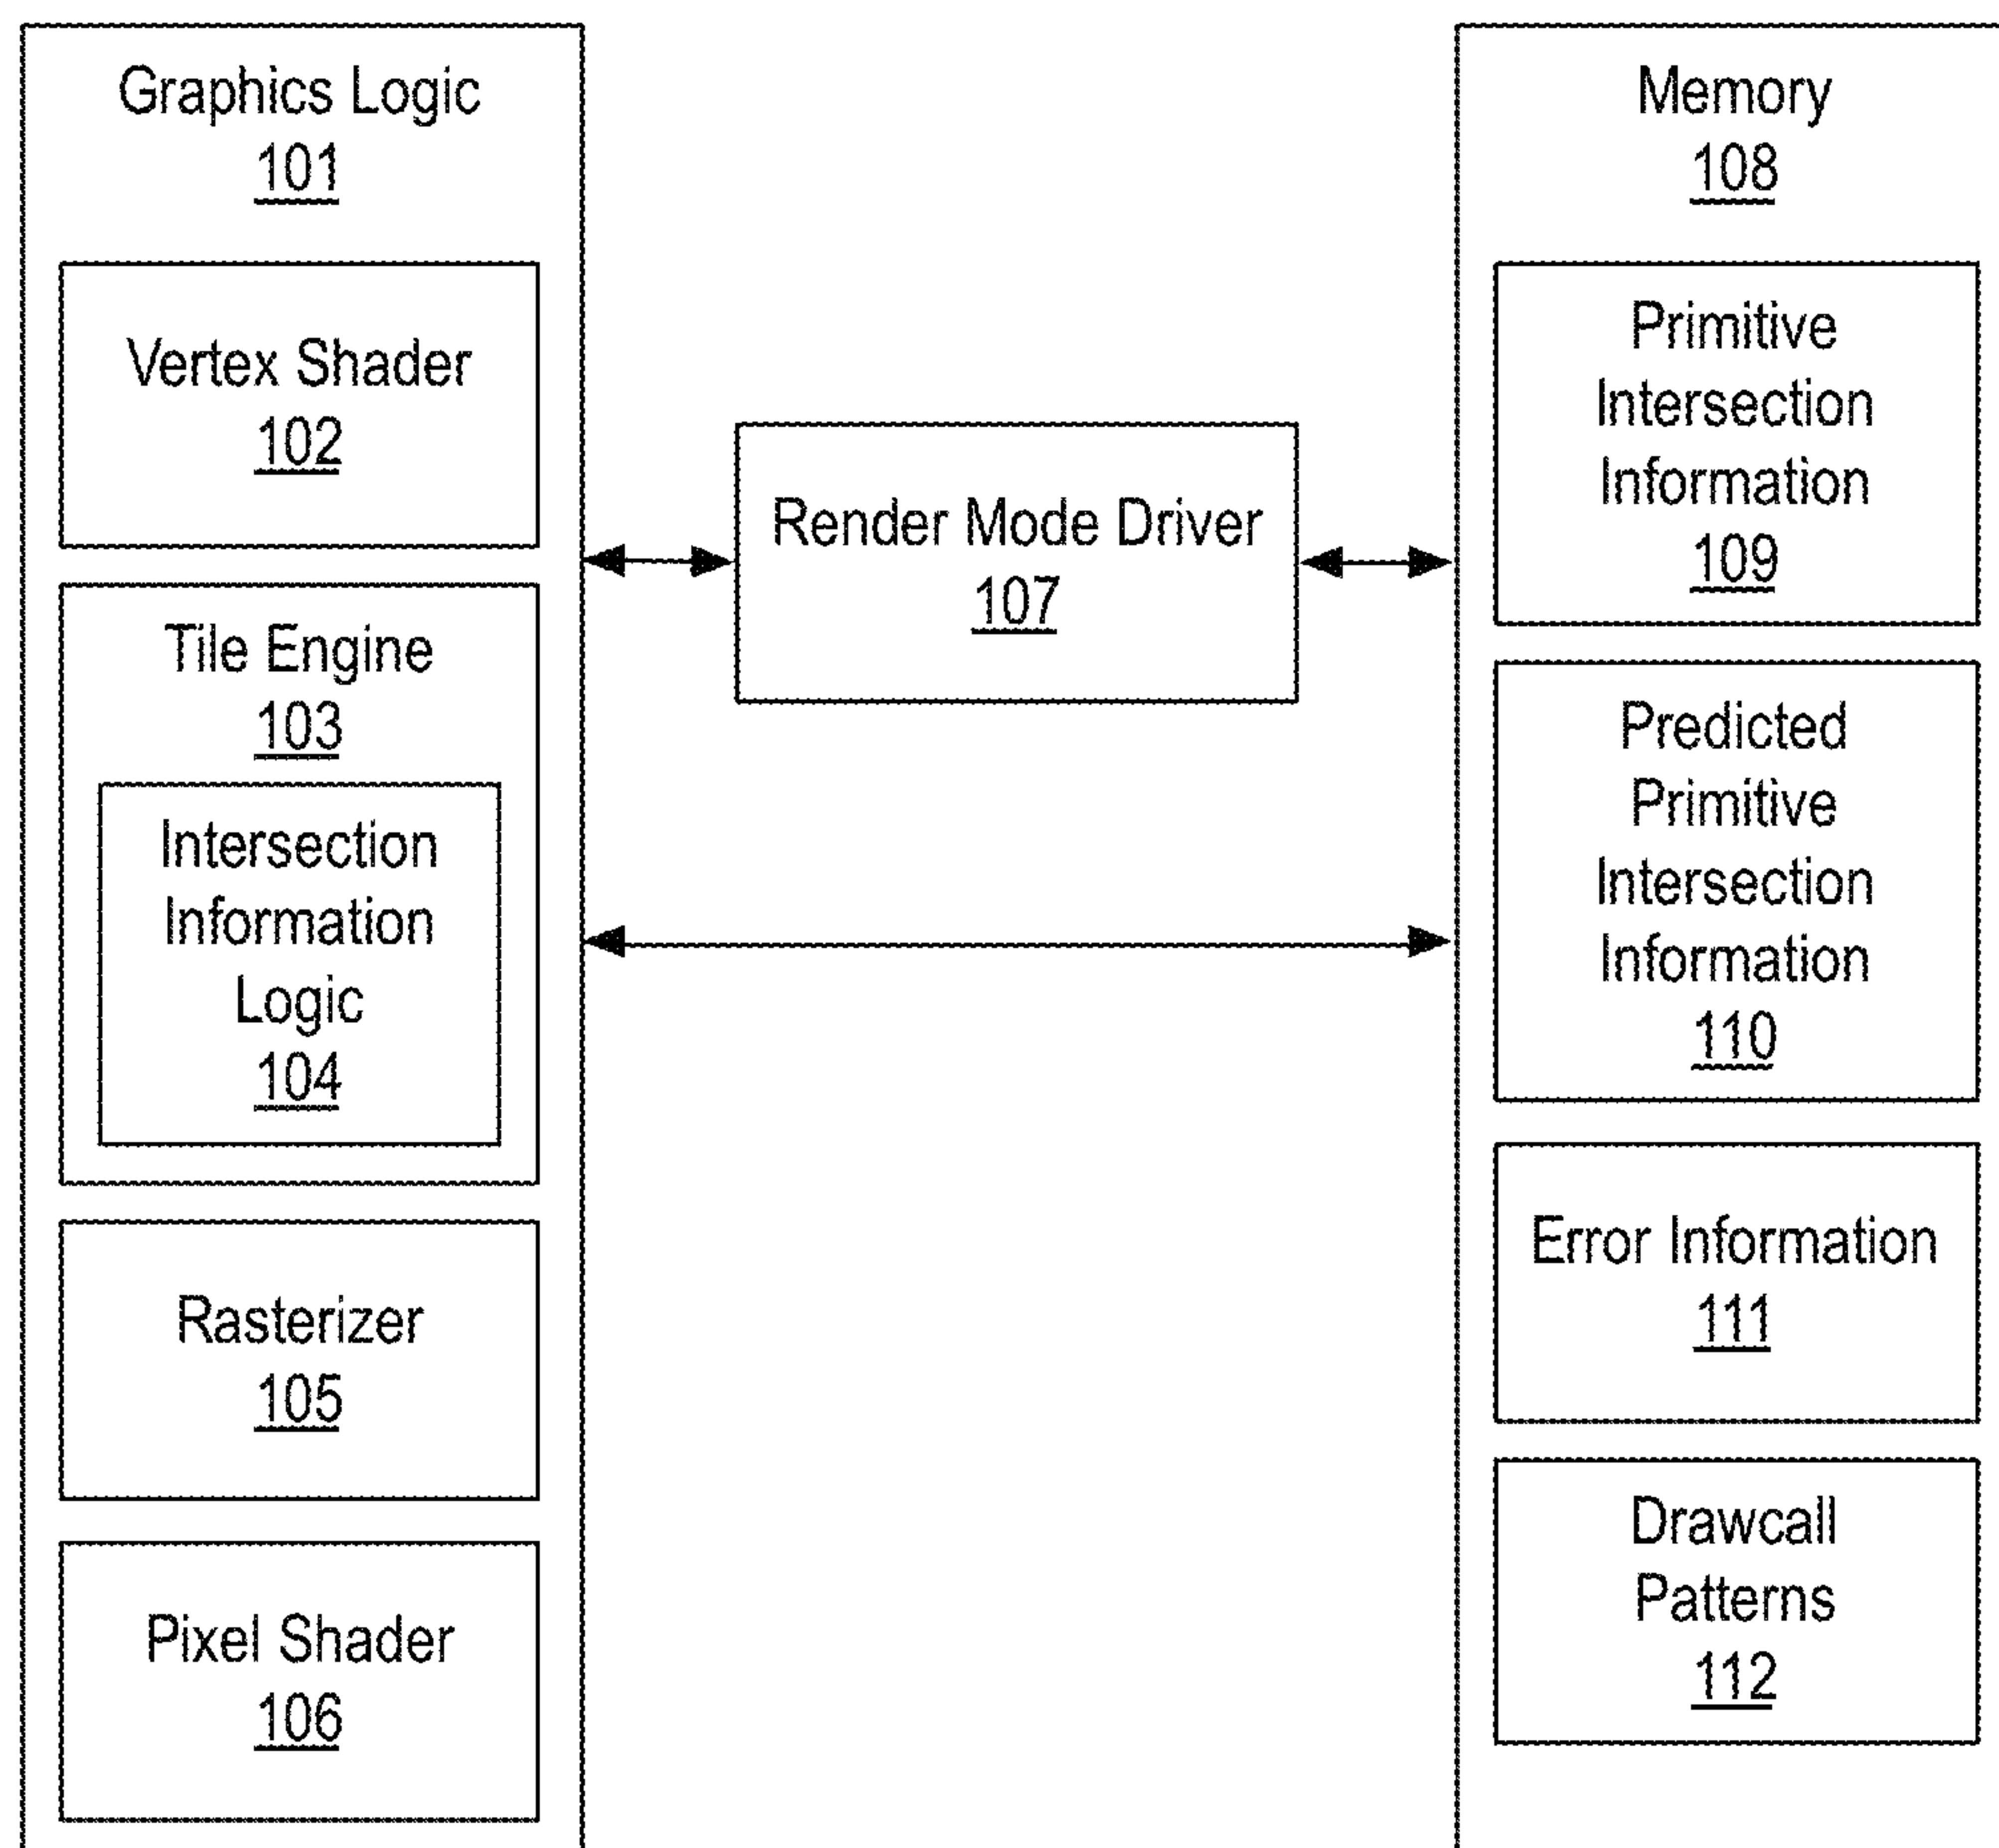 Graphics Logic
101
Vertex Shader
102
Tile Engine
103
Intersection
Information
Logic
104
Rasterizer
105
Pixel Shader
106
Render Mode Driver
107
Memory
108
Primitive
Intersection
Information
109
Predicted
Primitive
Intersection
Information
110
Error Information
111
Drawcall
Patterns
112